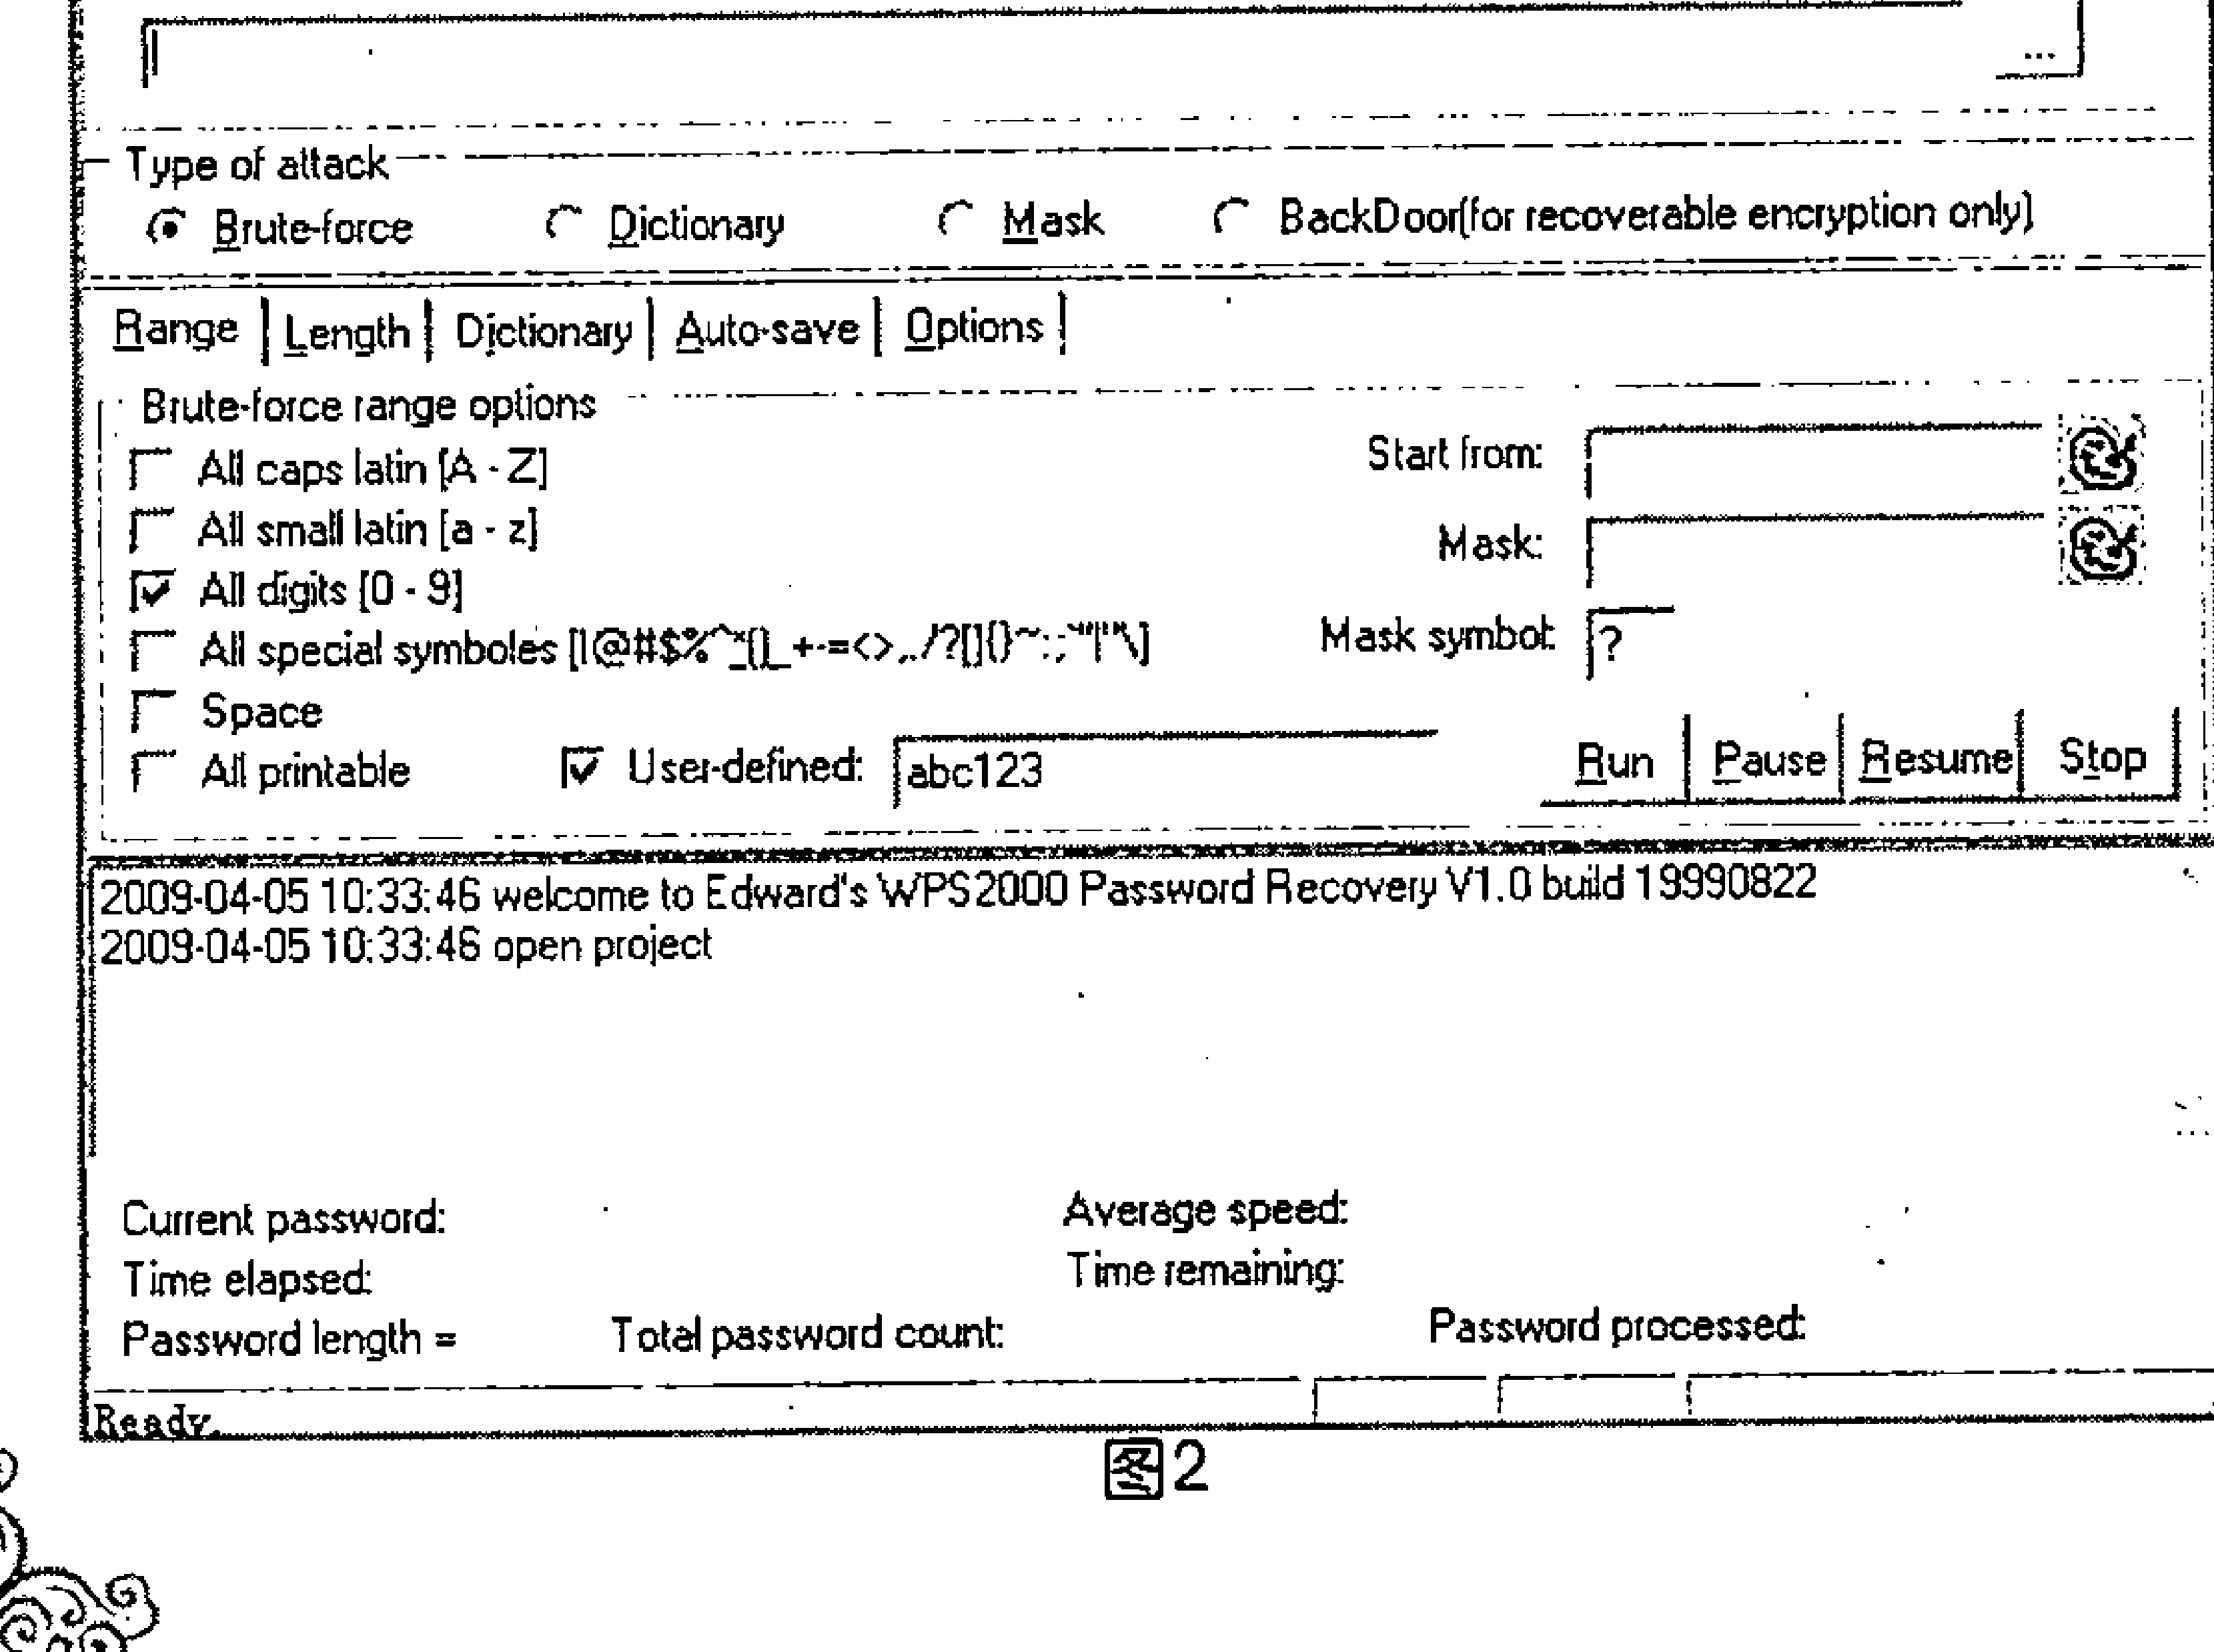 ...
Type of attack
Brute-force Dictionary Mask BackDoor(for recoverable encryption only)
Range Length Dictionary Auto-save Options
Brute-force range options
All caps latin [A - Z] Start from:
All small latin [a - z] Mask:
All digits [0 - 9]
All special symboles Mask symbol: ?
Space
All printable User-defined: abc123 Run Pause Resume Stop
2009-04-05 10:33:46 welcome to Edward's WPS2000 Password Recovery V1.0 build 19990822
2009-04-05 10:33:46 open project
Current password: Average speed:
Time elapsed: Time remaining:
Password length = Total password count: Password processed:
Ready.
图2